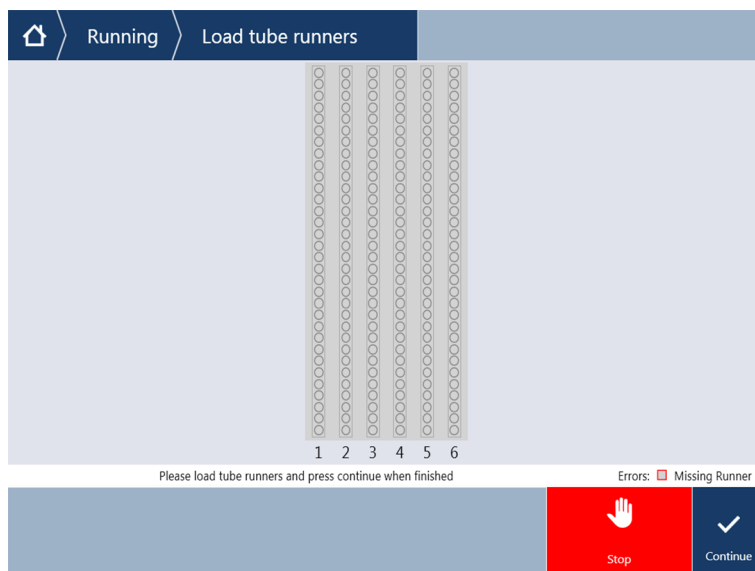 Running Load tube runners
1 2 3 4 5 6
Please load tube runners and press continue when finished Errors: Missing Runner
Stop Continue